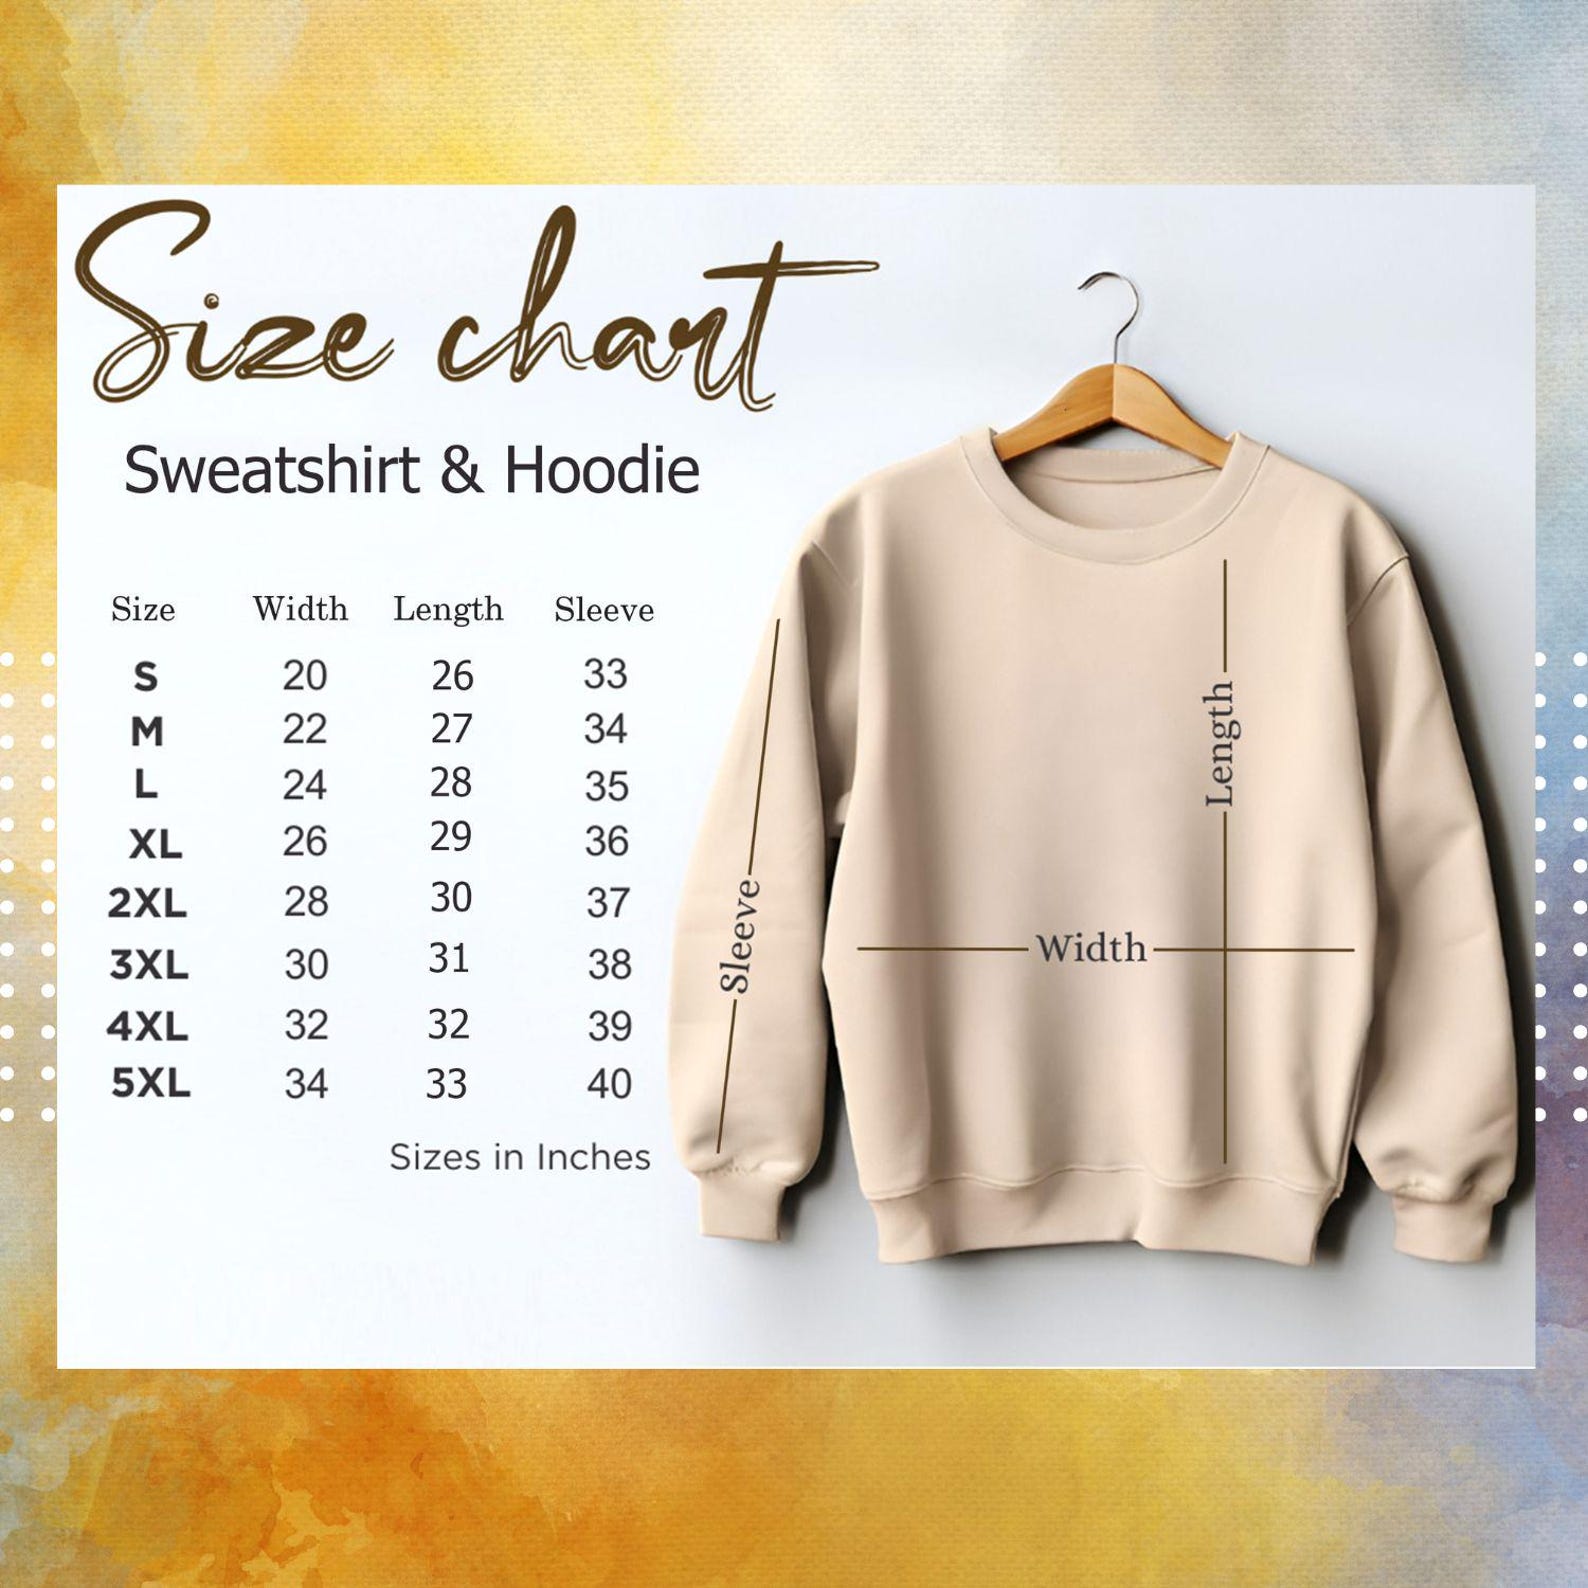 Size chart
Sweatshirt & Hoodie
Size Width Length Sleeve
S 20 26 33
M 22 27 34
L 24 28 35
XL 26 29 36
2XL 28 30 37
3XL 30 31 38
4XL 32 32 39
5XL 34 33 40
Sizes in Inches
Sleeve
Width
Length